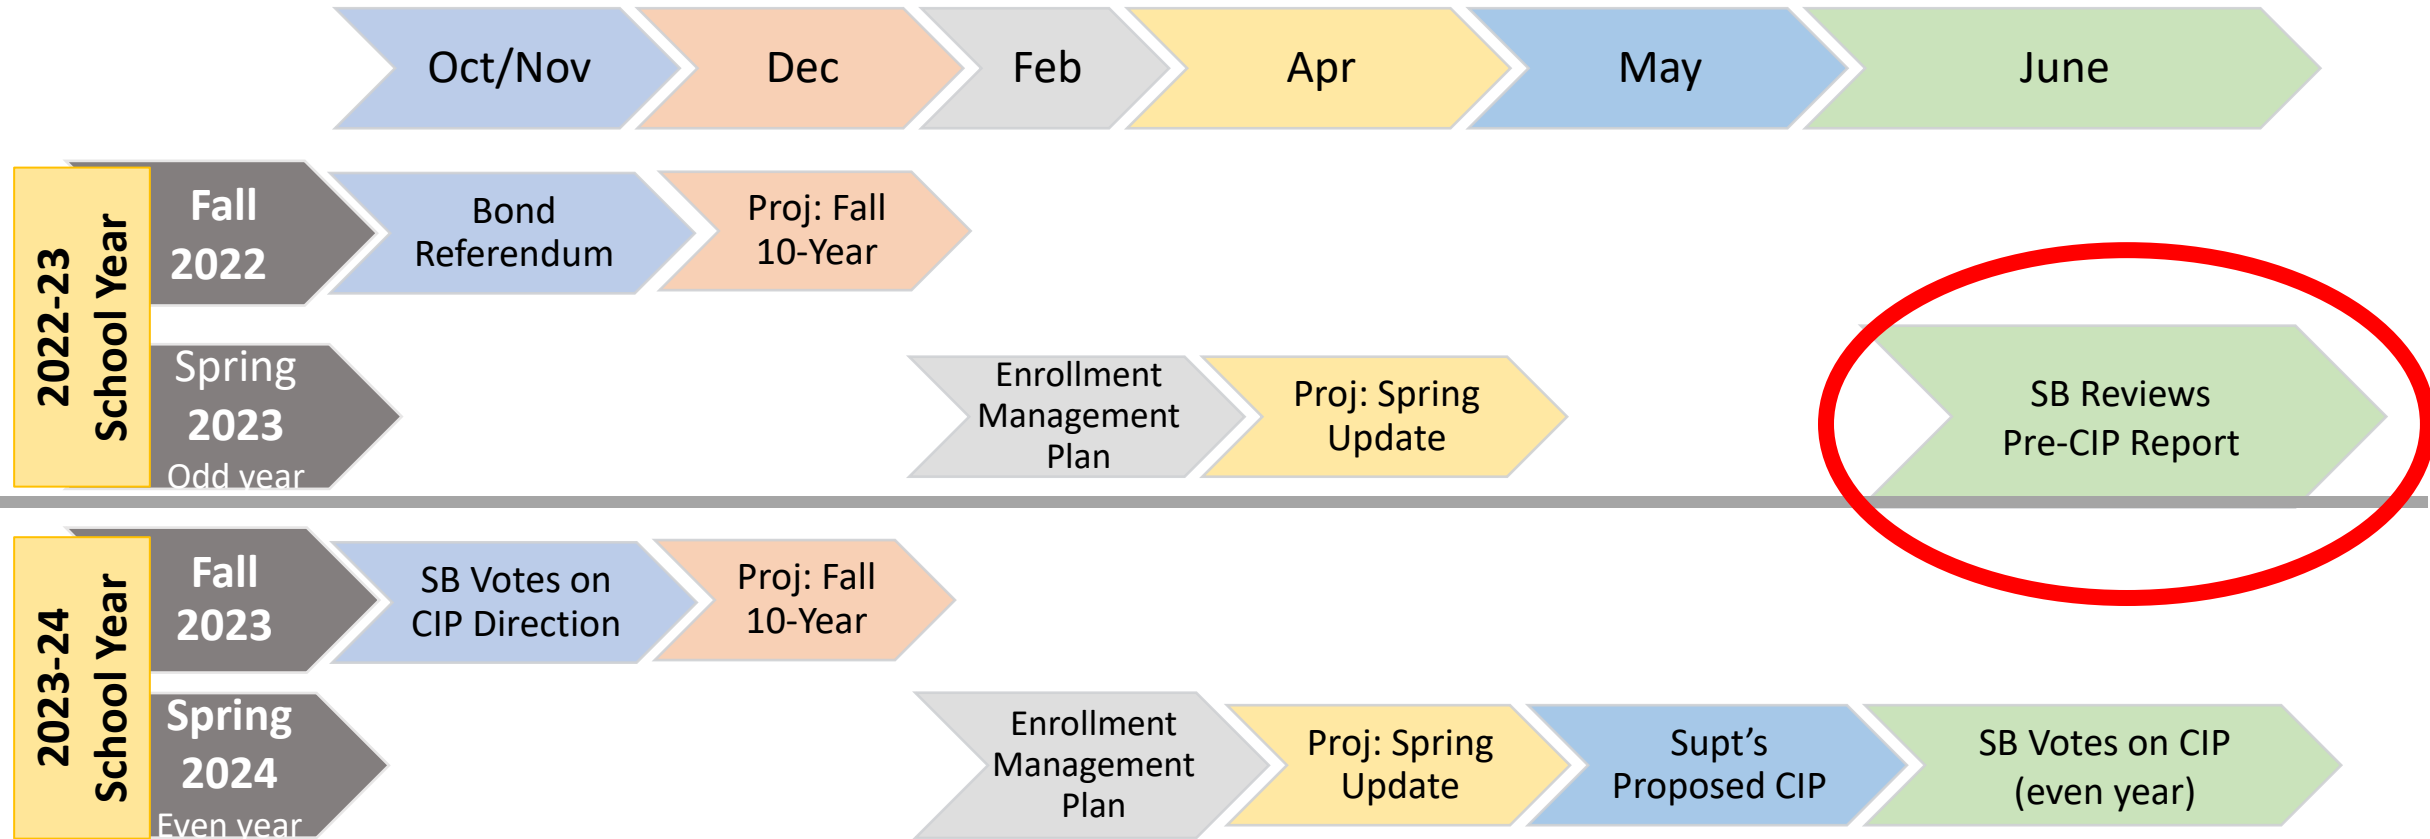 Oct/Nov
Dec
Feb
Apr
May
June
2022-23
School Year
Fall
2022
Bond
Referendum
Proj: Fall
10-Year
Spring
2023
Odd year
Enrollment
Management
Plan
Proj: Spring
Update
SB Reviews
Pre-CIP Report
2023-24
School Year
Fall
2023
SB Votes on
CIP Direction
Proj: Fall
10-Year
Spring
2024
Even year
Enrollment
Management
Plan
Proj: Spring
Update
Supt’s
Proposed CIP
SB Votes on CIP
(even year)